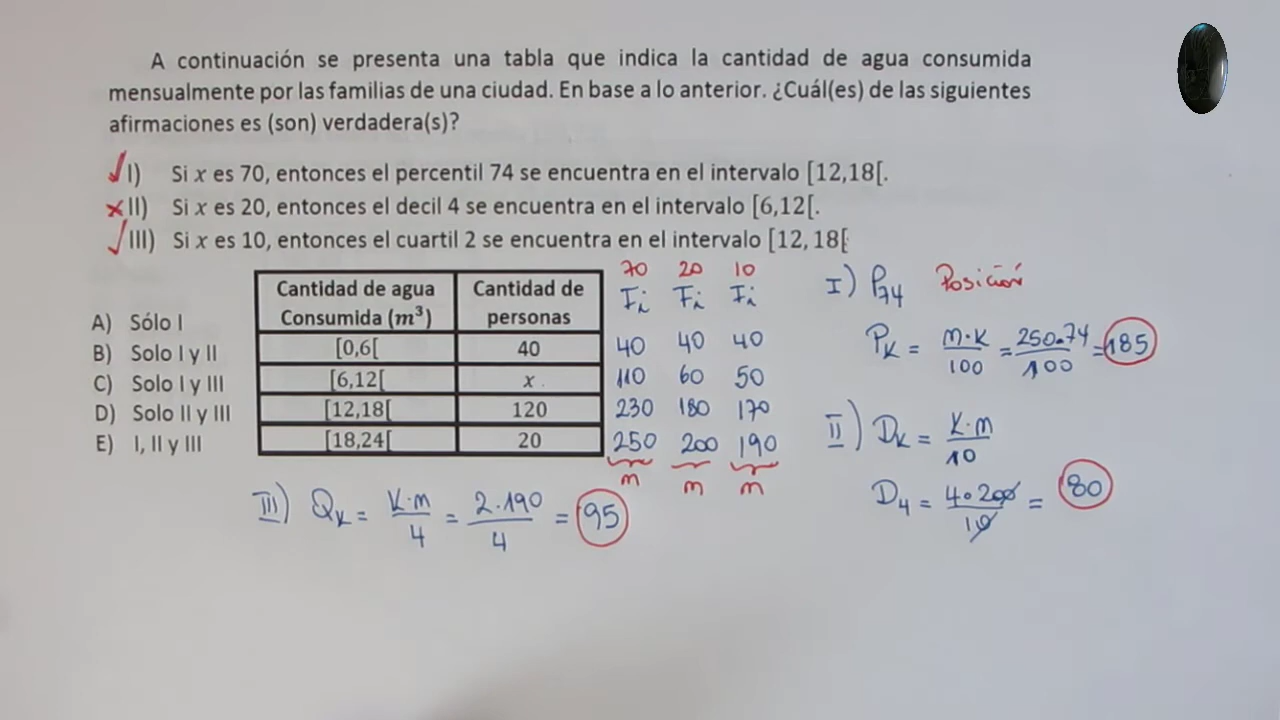 A continuación se presenta una tabla que indica la cantidad de agua consumida
mensualmente por las familias de una ciudad. En base a lo anterior. ¿Cuál(es) de las siguientes
afirmaciones es (son) verdadera(s)?
✓ I) Si x es 70, entonces el percentil 74 se encuentra en el intervalo [12,18[.
× II) Si x es 20, entonces el decil 4 se encuentra en el intervalo [6,12[.
✓ III) Si x es 10, entonces el cuartil 2 se encuentra en el intervalo [12, 18[
A) Sólo I
B) Solo I y II
C) Solo I y III
D) Solo II y III
E) I, II y III
Cantidad de agua Consumida (m³) | Cantidad de personas
[0,6[ 40
[6,12[ x
[12,18[ 120
[18,24[ 20
70 20 10
Fi Fi Fi
40 40 40
110 60 50
230 180 170
250 200 190
m m m
I) P74 Posición
PK = m·K/100 = 250·74/100 = 185
II) DK = K·m/10
D4 = 4·200/10 = 80
III) QK = K·m/4 = 2·190/4 = 95